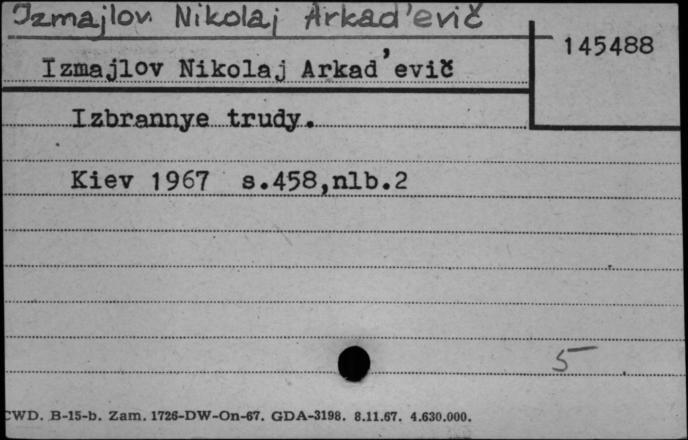 Izmajlov Nikolaj Arkad'evič
145488
Izmajlov Nikolaj Arkad'evič
Izbrannye trudy.
Kiev 1967 s.458,nlb.2
5
CWD. B-15-b. Zam. 1726-DW-On-67. GDA-3198. 8.11.67. 4.630.000.